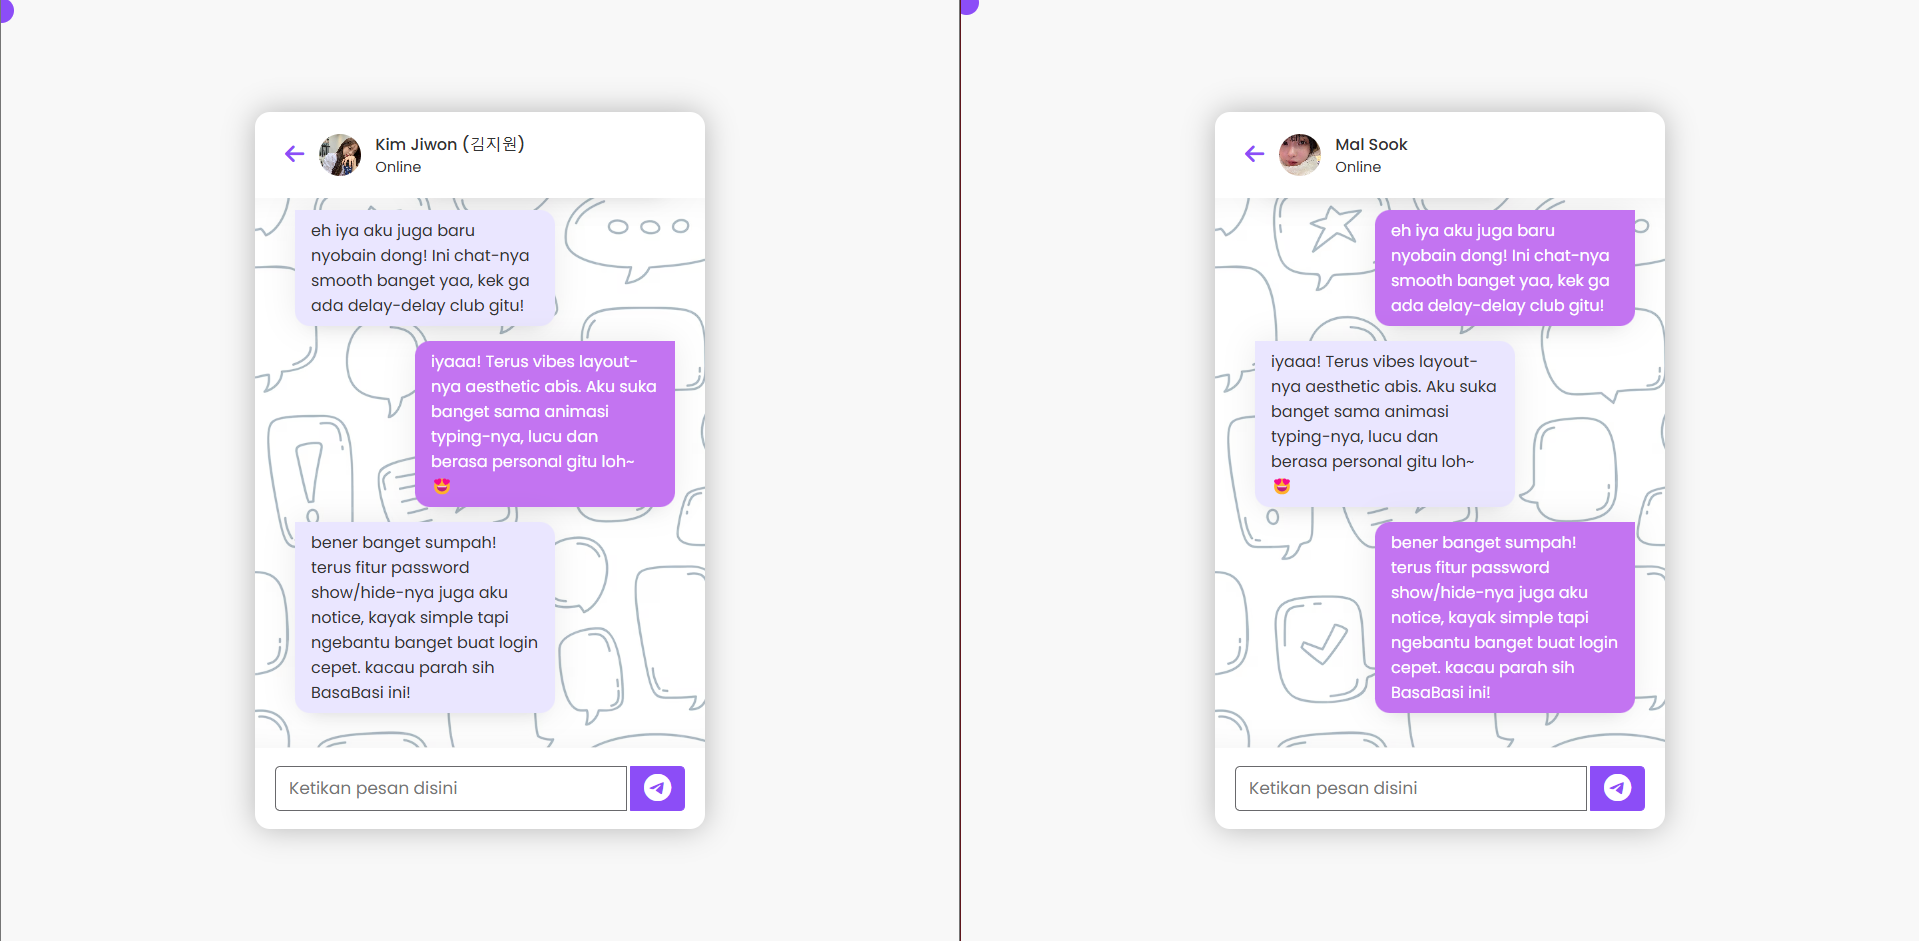 Kim Jiwon (김지원)
Online
eh iya aku juga baru
nyobain dong! Ini chat-nya
smooth banget yaa, kek ga
ada delay-delay club gitu!
iyaaa! Terus vibes layout-
nya aesthetic abis. Aku suka
banget sama animasi
typing-nya, lucu dan
berasa personal gitu loh~
😍
bener banget sumpah!
terus fitur password
show/hide-nya juga aku
notice, kayak simple tapi
ngebantu banget buat login
cepet. kacau parah sih
BasaBasi ini!
Ketikan pesan disini
Mal Sook
Online
eh iya aku juga baru
nyobain dong! Ini chat-nya
smooth banget yaa, kek ga
ada delay-delay club gitu!
iyaaa! Terus vibes layout-
nya aesthetic abis. Aku suka
banget sama animasi
typing-nya, lucu dan
berasa personal gitu loh~
😍
bener banget sumpah!
terus fitur password
show/hide-nya juga aku
notice, kayak simple tapi
ngebantu banget buat login
cepet. kacau parah sih
BasaBasi ini!
Ketikan pesan disini